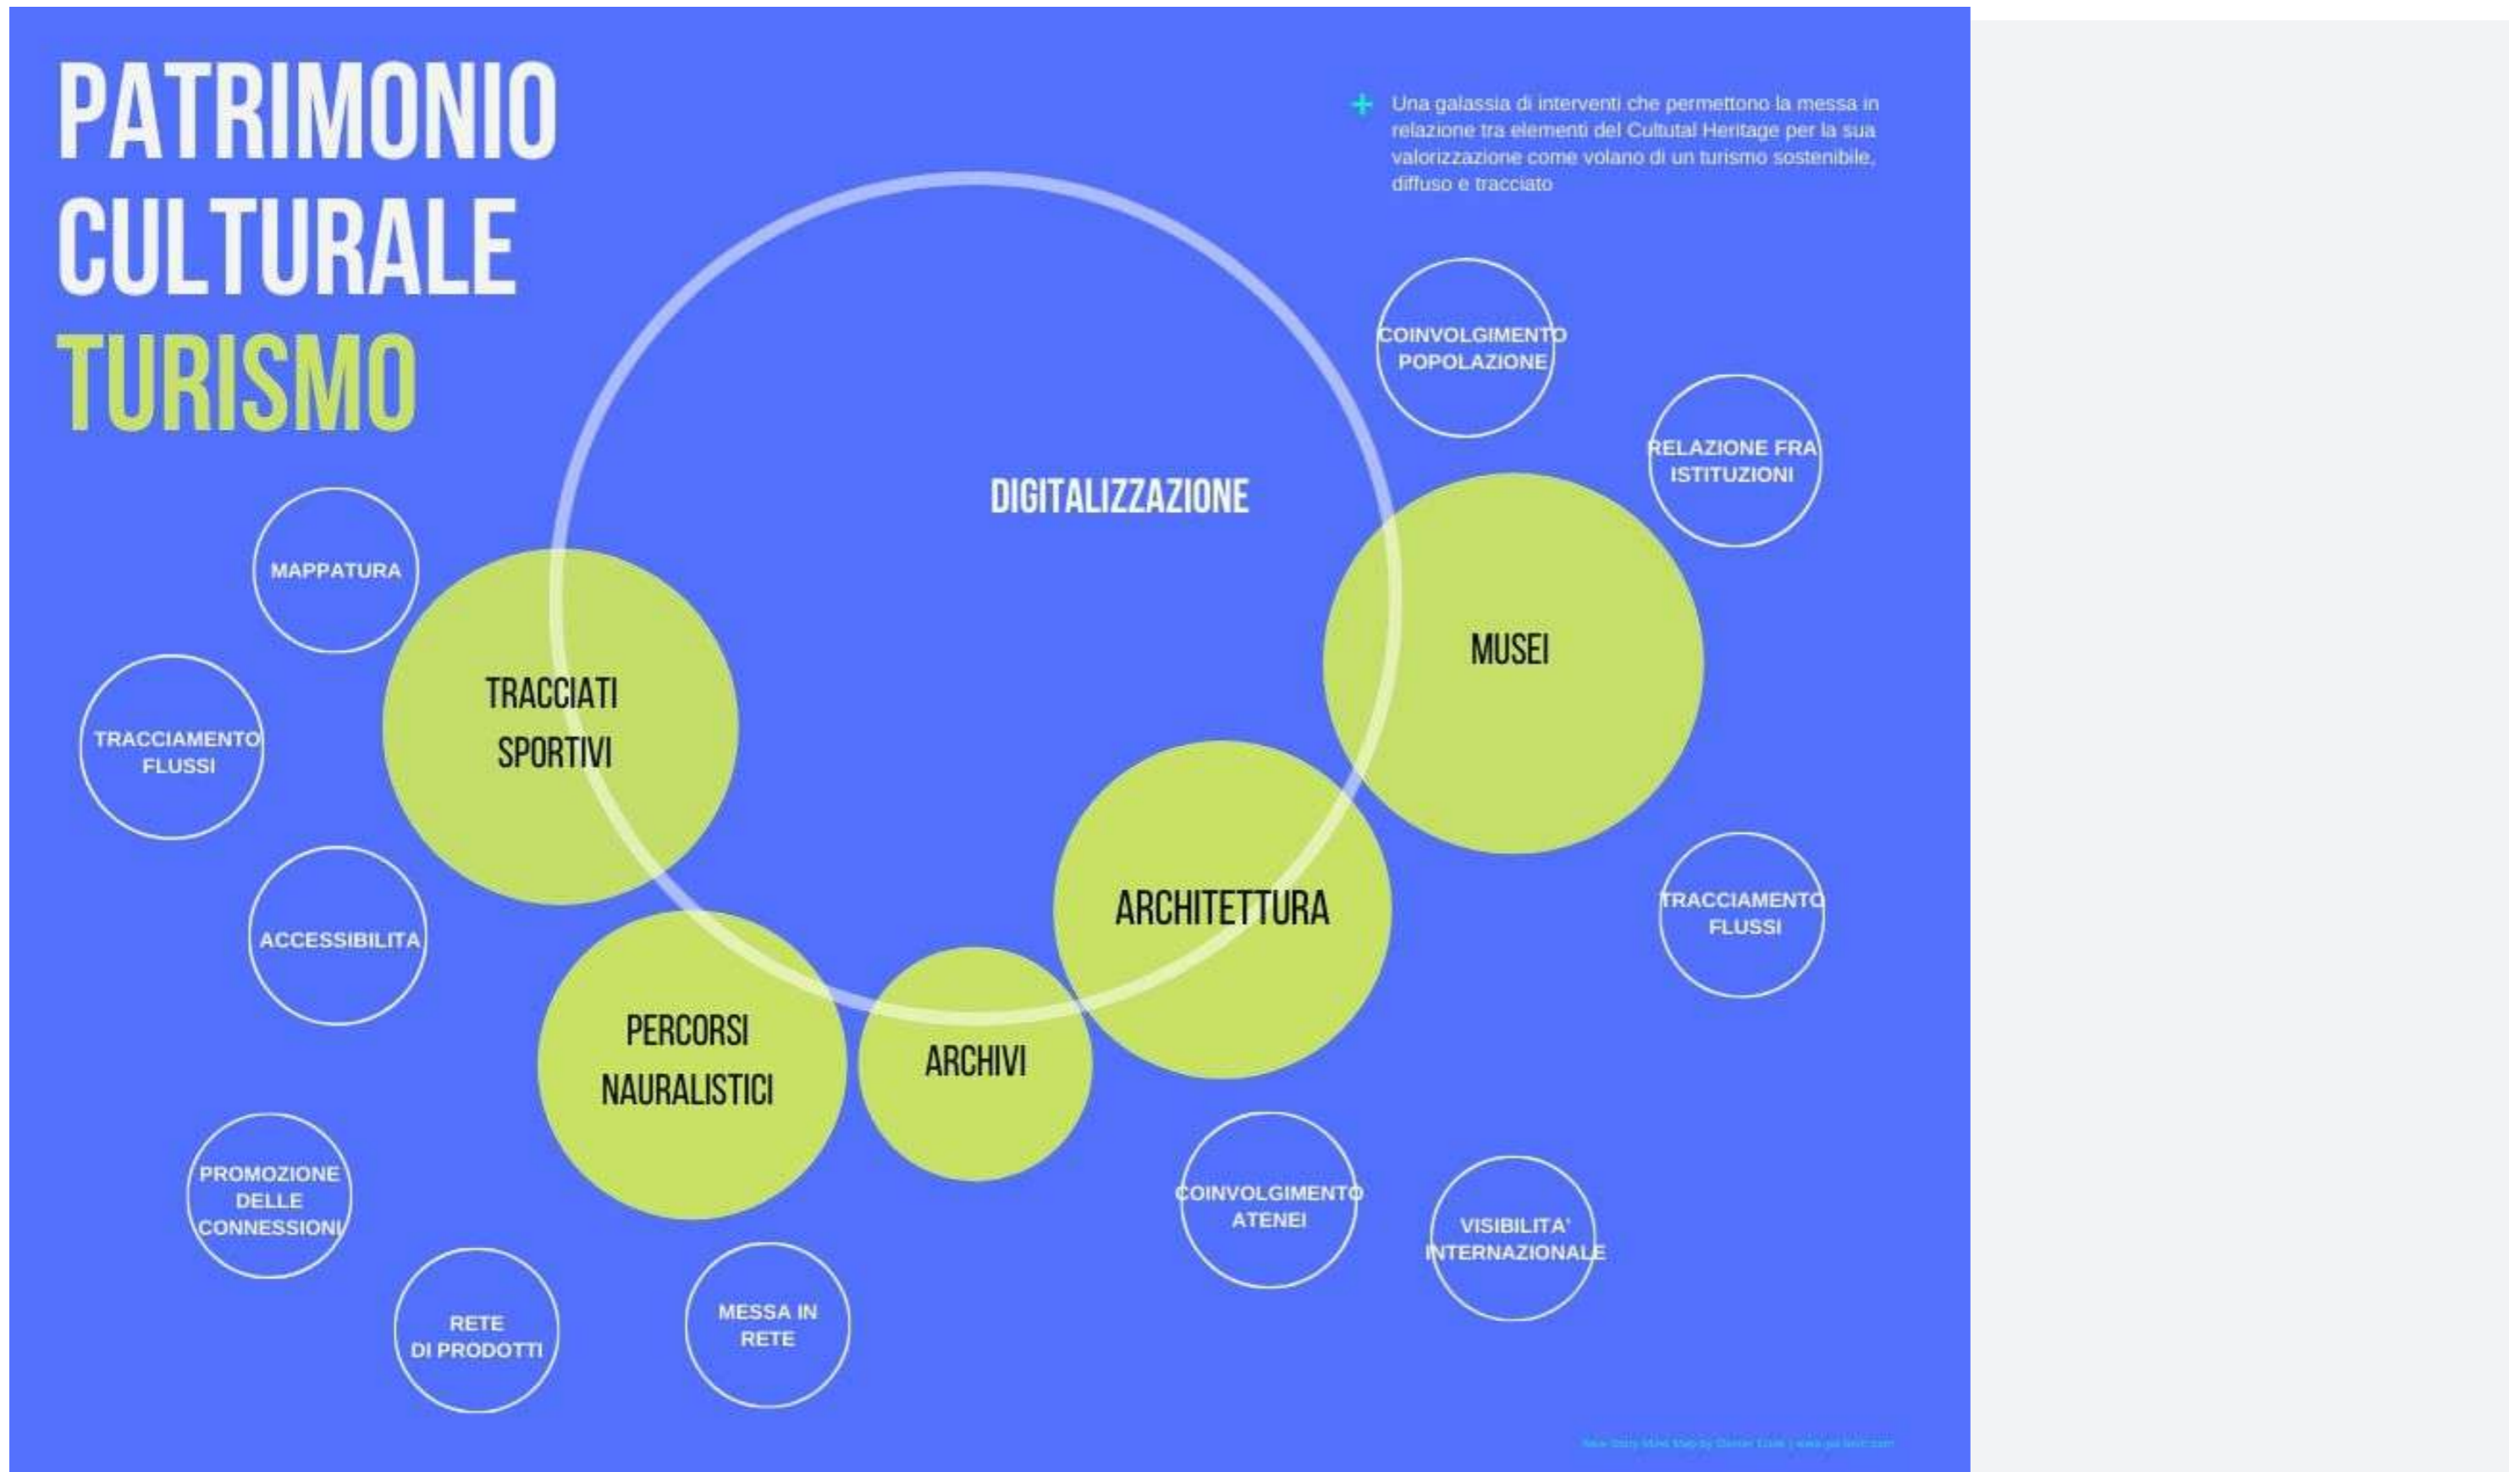 PATRIMONIO
CULTURALE
TURISMO
Una galassia di interventi che permettono la messa in
relazione tra elementi del Cultutal Heritage per la sua
valorizzazione come volano di un turismo sostenibile,
diffuso e tracciato
COINVOLGIMENTO
POPOLAZIONE
RELAZIONE FRA
ISTITUZIONI
DIGITALIZZAZIONE
MAPPATURA
MUSEI
TRACCIATI
SPORTIVI
TRACCIAMENTO
FLUSSI
ACCESSIBILITA
ARCHITETTURA
TRACCIAMENTO
FLUSSI
PERCORSI
NAURALISTICI
ARCHIVI
PROMOZIONE
DELLE
CONNESSIONI
COINVOLGIMENTO
ATENEI
VISIBILITA'
INTERNAZIONALE
RETE
DI PRODOTTI
MESSA IN
RETE